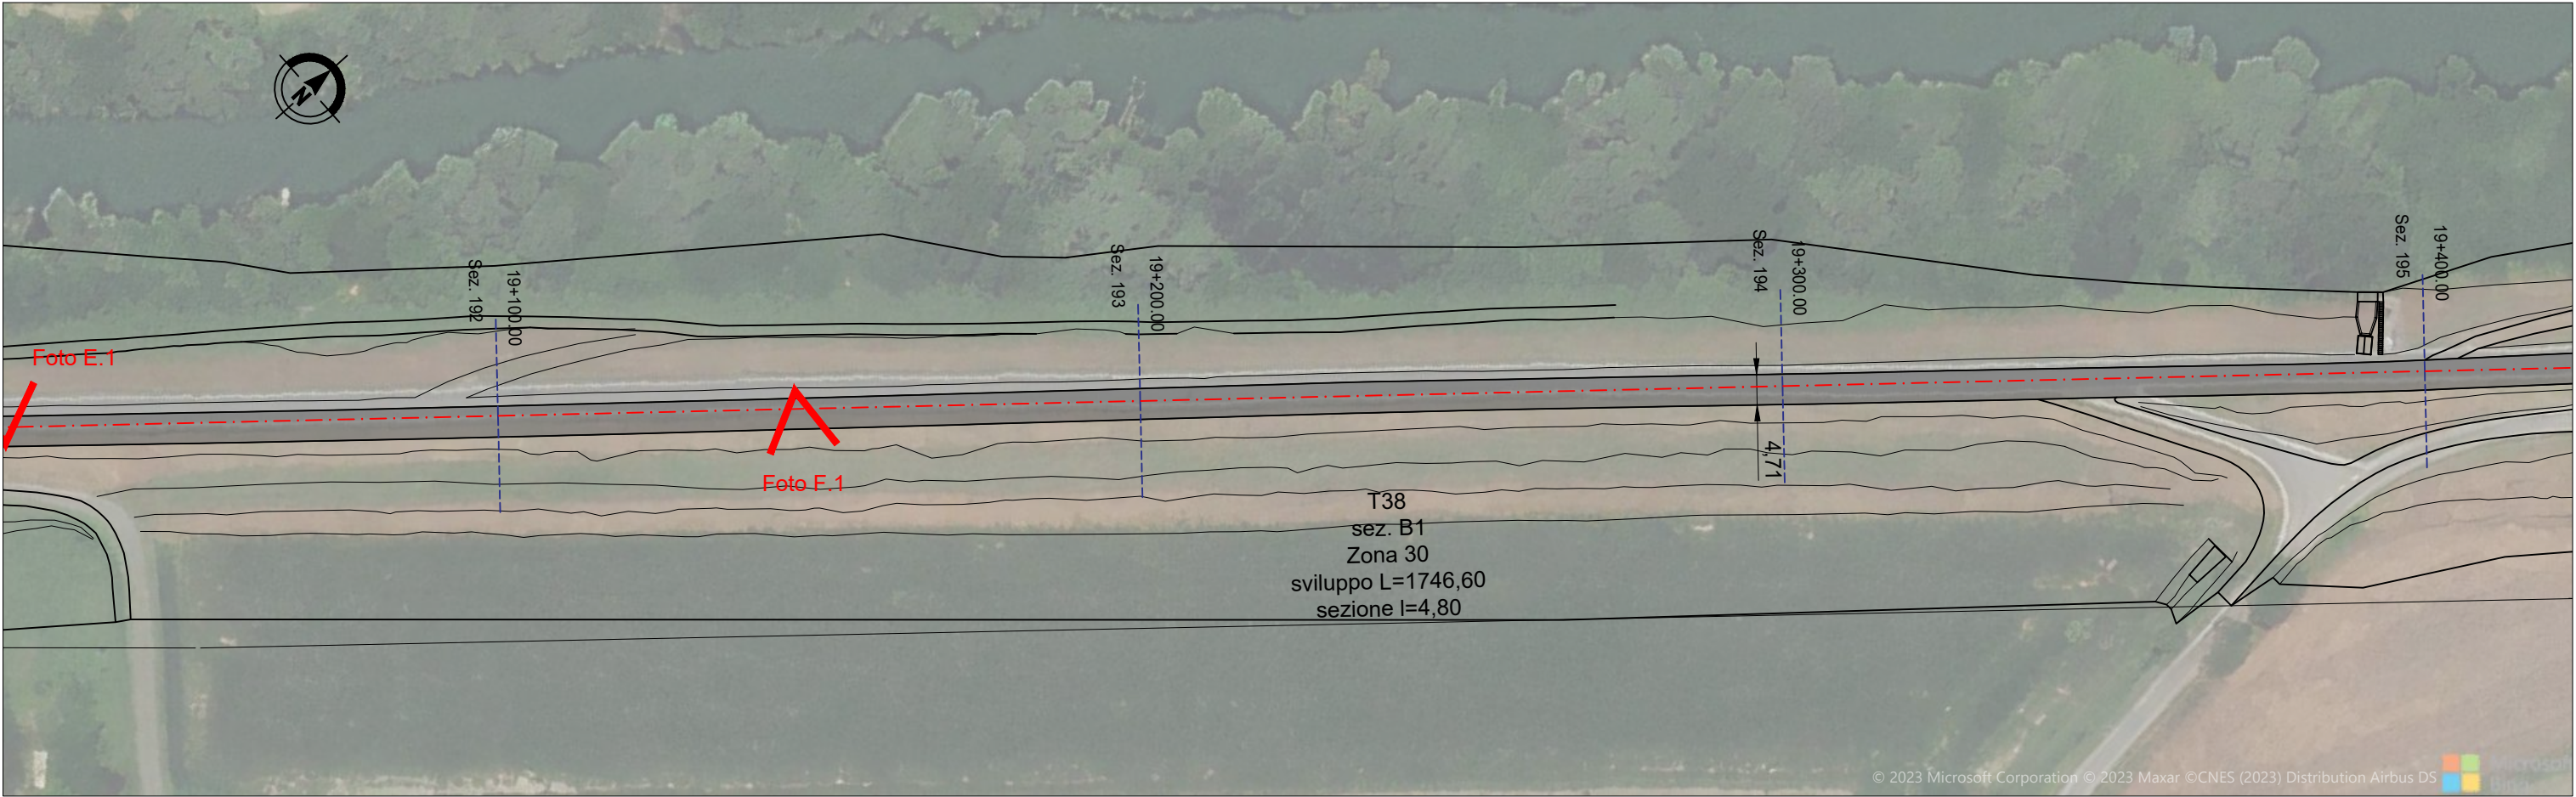 N
Sez. 192
19+100.00
Sez. 193
19+200.00
Sez. 194
19+300.00
Sez. 195
19+400.00
Foto E.1
Foto F.1
4,71
T38
sez. B1
Zona 30
sviluppo L=1746,60
sezione l=4,80
© 2023 Microsoft Corporation © 2023 Maxar ©CNES (2023) Distribution Airbus DS
Microsoft
Bing